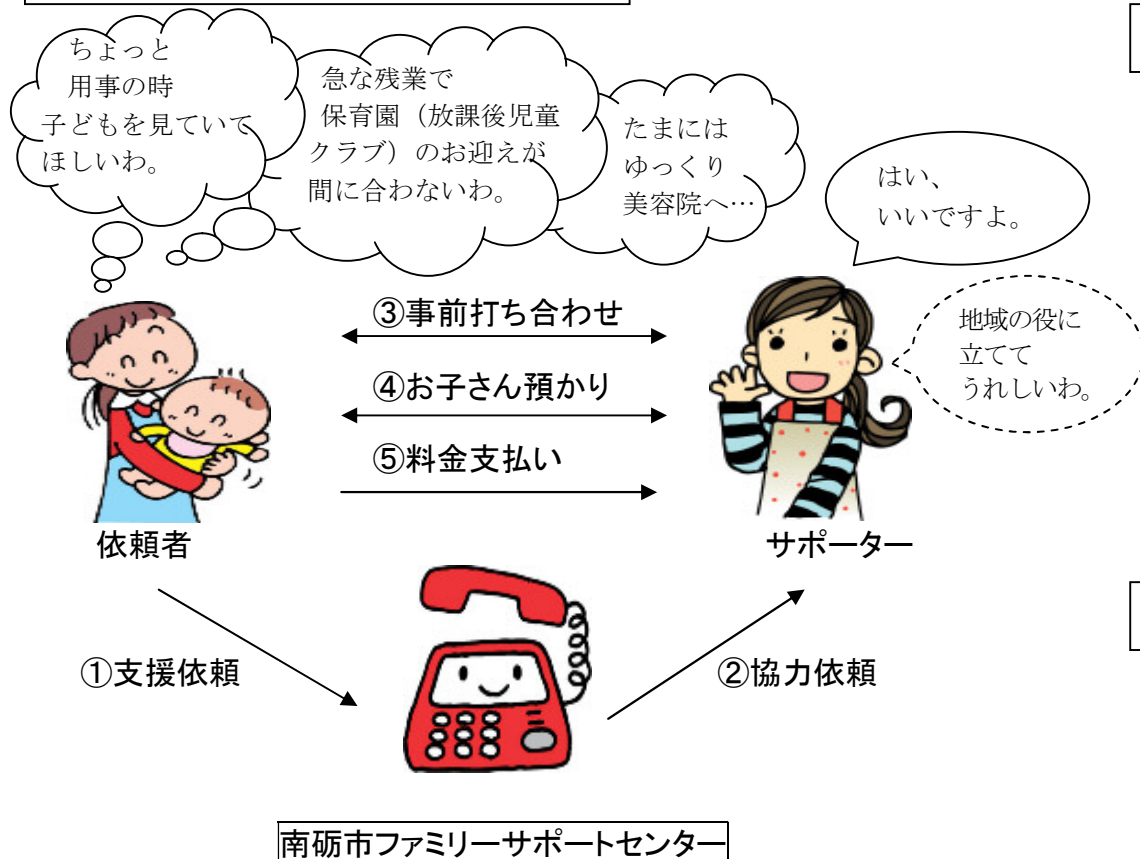 ちょっと
用事の時
子どもを見ていて
ほしいわ。
急な残業で
保育園（放課後児童
クラブ）のお迎えが
間に合わないわ。
たまには
ゆっくり
美容院へ…
はい、
いいですよ。
地域の役に
立てて
うれしいわ。
③事前打ち合わせ
④お子さん預かり
⑤料金支払い
依頼者
サポーター
①支援依頼
②協力依頼
南砺市ファミリーサポートセンター